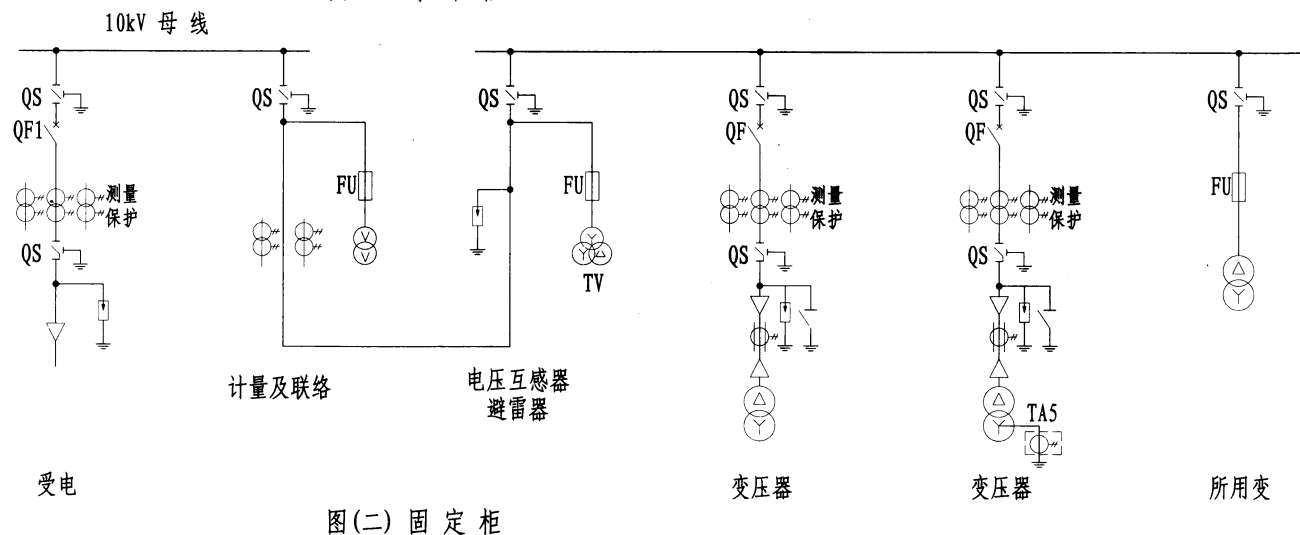 10kV 母线
QS
QS
QS
QS
QS
QS
QF1
QF
QF
FU
FU
FU
测量
保护
测量
保护
测量
保护
QS
QS
QS
TV
计量及联络
电压互感器
避雷器
TA5
受电
变压器
变压器
所用变
图(二) 固定柜